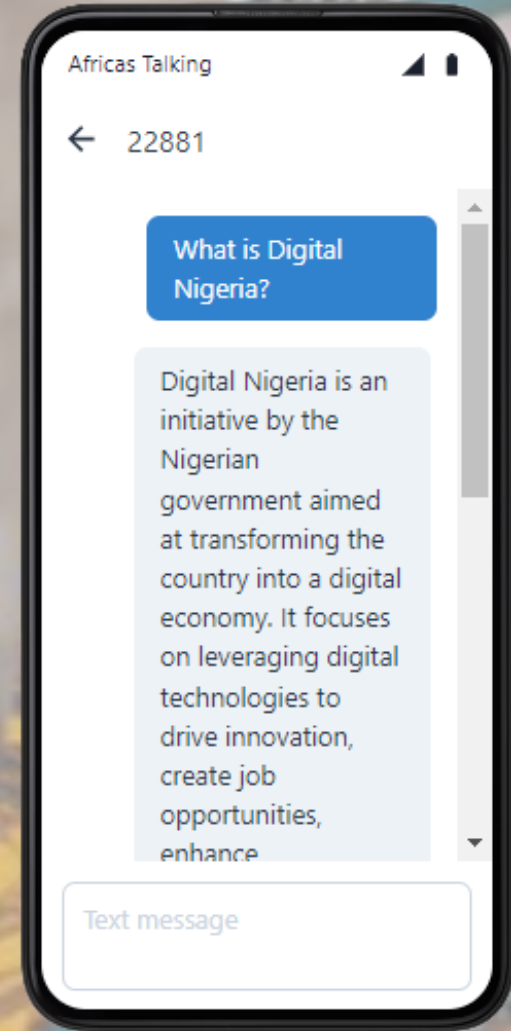 Africas Talking
22881
What is Digital
Nigeria?
Digital Nigeria is an
initiative by the
Nigerian
government aimed
at transforming the
country into a digital
economy. It focuses
on leveraging digital
technologies to
drive innovation,
create job
opportunities,
enhance
Text message